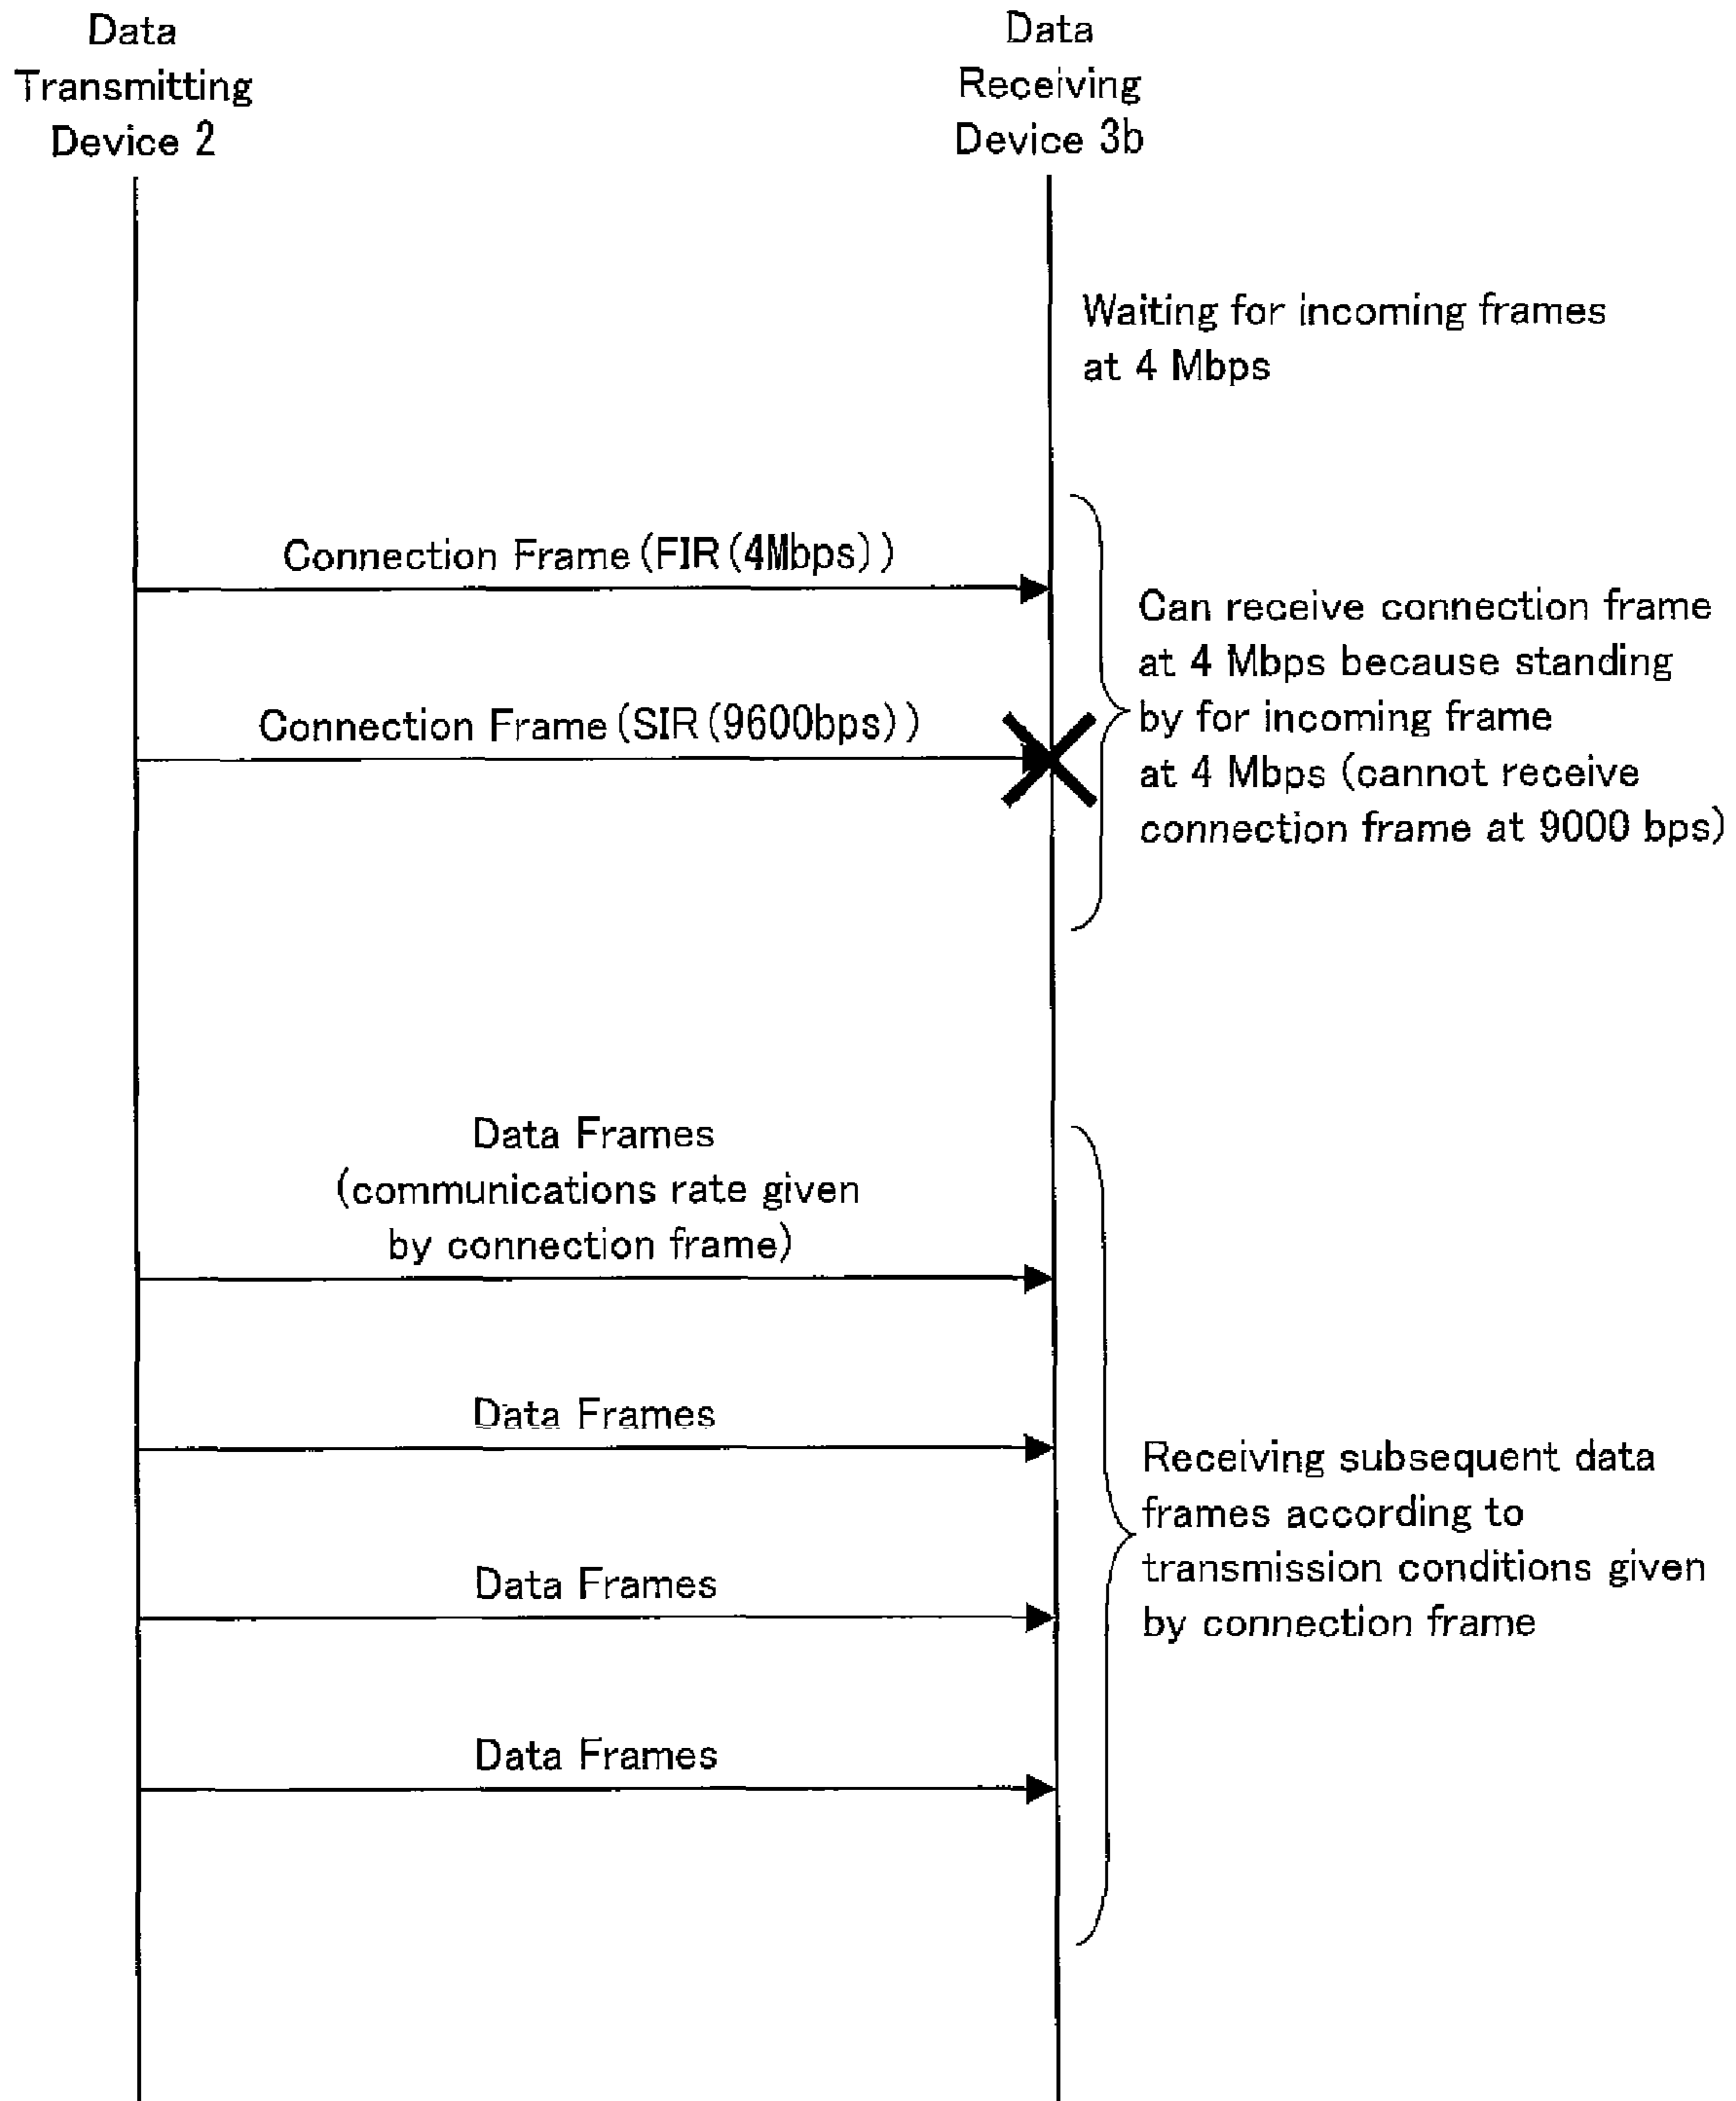 Data
Transmitting
Device 2
Data
Receiving
Device 3b
Waiting for incoming frames
at 4 Mbps
Connection Frame(FIR(4Mbps))
Connection Frame(SIR(9600bps))
Can receive connection frame
at 4 Mbps because standing
by for incoming frame
at 4 Mbps (cannot receive
connection frame at 9000 bps)
Data Frames
(communications rate given
by connection frame)
Data Frames
Data Frames
Data Frames
Receiving subsequent data
frames according to
transmission conditions given
by connection frame